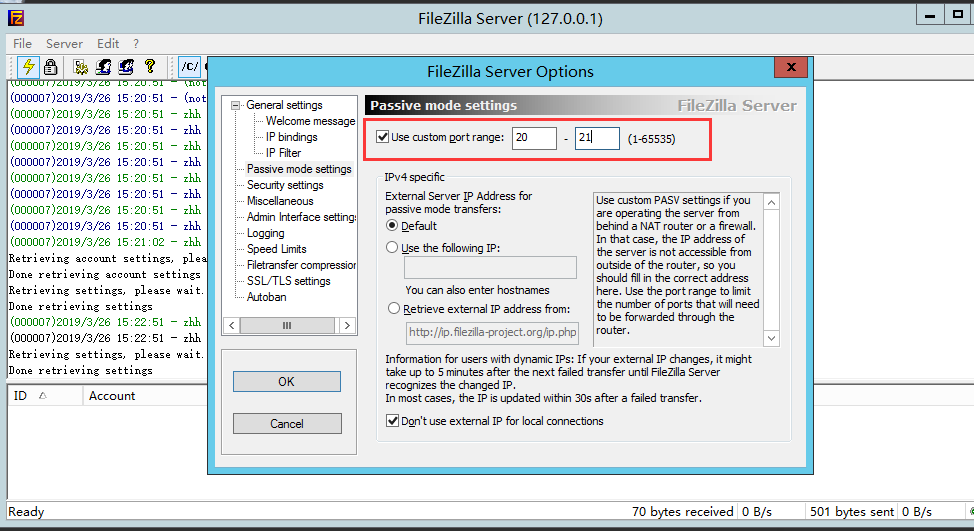 FileZilla Server (127.0.0.1)
File Server Edit ?
/C/
FileZilla Server Options
(000007)2019/3/26 15:20:51 - (not
(000007)2019/3/26 15:20:51 - (not
(000007)2019/3/26 15:20:51 - zhh
(000007)2019/3/26 15:20:51 - zhh
(000007)2019/3/26 15:20:51 - zhh
(000007)2019/3/26 15:20:51 - zhh
(000007)2019/3/26 15:20:51 - zhh
(000007)2019/3/26 15:20:51 - zhh
(000007)2019/3/26 15:20:51 - zhh
(000007)2019/3/26 15:20:51 - zhh
(000007)2019/3/26 15:21:02 - zhh
Retrieving account settings, plea
Done retrieving account settings
Retrieving settings, please wait.
Done retrieving settings
(000007)2019/3/26 15:22:51 - zhh
(000007)2019/3/26 15:22:51 - zhh
Retrieving settings, please wait.
Done retrieving settings
General settings
Welcome message
IP bindings
IP Filter
Passive mode settings
Security settings
Miscellaneous
Admin Interface settings
Logging
Speed Limits
Filetransfer compression
SSL/TLS settings
Autoban
OK
Cancel
Passive mode settings FileZilla Server
Use custom port range: 20 - 21 (1-65535)
IPv4 specific
External Server IP Address for
passive mode transfers:
Default
Use the following IP:
You can also enter hostnames
Retrieve external IP address from:
http://ip.filezilla-project.org/ip.php
Use custom PASV settings if you
are operating the server from
behind a NAT router or a firewall.
In that case, the IP address of
the server is not accessible from
outside of the router, so you
should fill in the correct address
here. Use the port range to limit
the number of ports that will need
to be forwarded through the
router.
Information for users with dynamic IPs: If your external IP changes, it might
take up to 5 minutes after the next failed transfer until FileZilla Server
recognizes the changed IP.
In most cases, the IP is updated within 30s after a failed transfer.
Don't use external IP for local connections
ID Account
Ready 70 bytes received 0 B/s 501 bytes sent 0 B/s